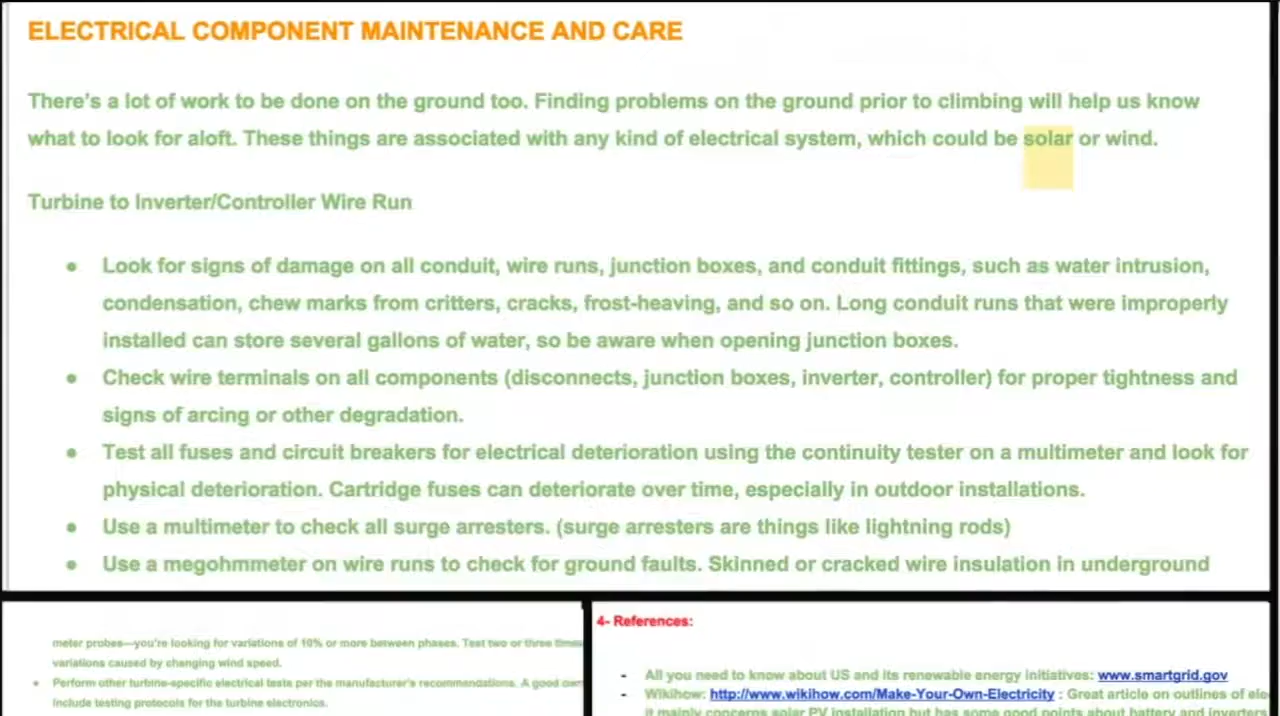 ELECTRICAL COMPONENT MAINTENANCE AND CARE
There's a lot of work to be done on the ground too. Finding problems on the ground prior to climbing will help us know
what to look for aloft. These things are associated with any kind of electrical system, which could be solar or wind.
Turbine to Inverter/Controller Wire Run
● Look for signs of damage on all conduit, wire runs, junction boxes, and conduit fittings, such as water intrusion,
condensation, chew marks from critters, cracks, frost-heaving, and so on. Long conduit runs that were improperly
installed can store several gallons of water, so be aware when opening junction boxes.
● Check wire terminals on all components (disconnects, junction boxes, inverter, controller) for proper tightness and
signs of arcing or other degradation.
● Test all fuses and circuit breakers for electrical deterioration using the continuity tester on a multimeter and look for
physical deterioration. Cartridge fuses can deteriorate over time, especially in outdoor installations.
● Use a multimeter to check all surge arresters. (surge arresters are things like lightning rods)
● Use a megohmmeter on wire runs to check for ground faults. Skinned or cracked wire insulation in underground
meter probes—you're looking for variations of 10% or more between phases. Test two or three times
variations caused by changing wind speed.
● Perform other turbine-specific electrical tests per the manufacturer's recommendations. A good
include testing protocols for the turbine electronics.
4- References:
- All you need to know about US and its renewable energy initiatives: www.smartgrid.gov
- Wikihow: http://www.wikihow.com/Make-Your-Own-Electricity : Great article on outlines of
it mainly concerns solar PV installation but has some good points about battery and inverters